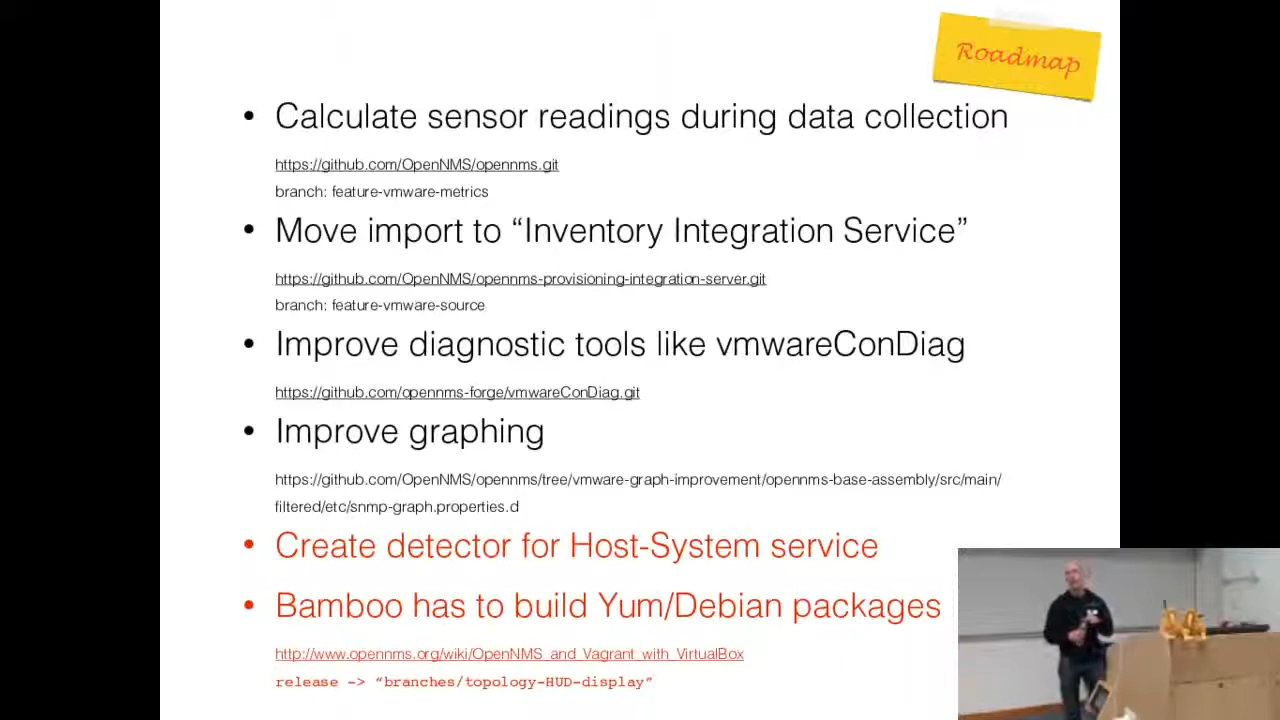 Roadmap
• Calculate sensor readings during data collection
https://github.com/OpenNMS/opennms.git
branch: feature-vmware-metrics
• Move import to “Inventory Integration Service”
https://github.com/OpenNMS/opennms-provisioning-integration-server.git
branch: feature-vmware-source
• Improve diagnostic tools like vmwareConDiag
https://github.com/opennms-forge/vmwareConDiag.git
• Improve graphing
https://github.com/OpenNMS/opennms/tree/vmware-graph-improvement/opennms-base-assembly/src/main/
filtered/etc/snmp-graph.properties.d
• Create detector for Host-System service
• Bamboo has to build Yum/Debian packages
http://www.opennms.org/wiki/OpenNMS_and_Vagrant_with_VirtualBox
release -> “branches/topology-HUD-display”